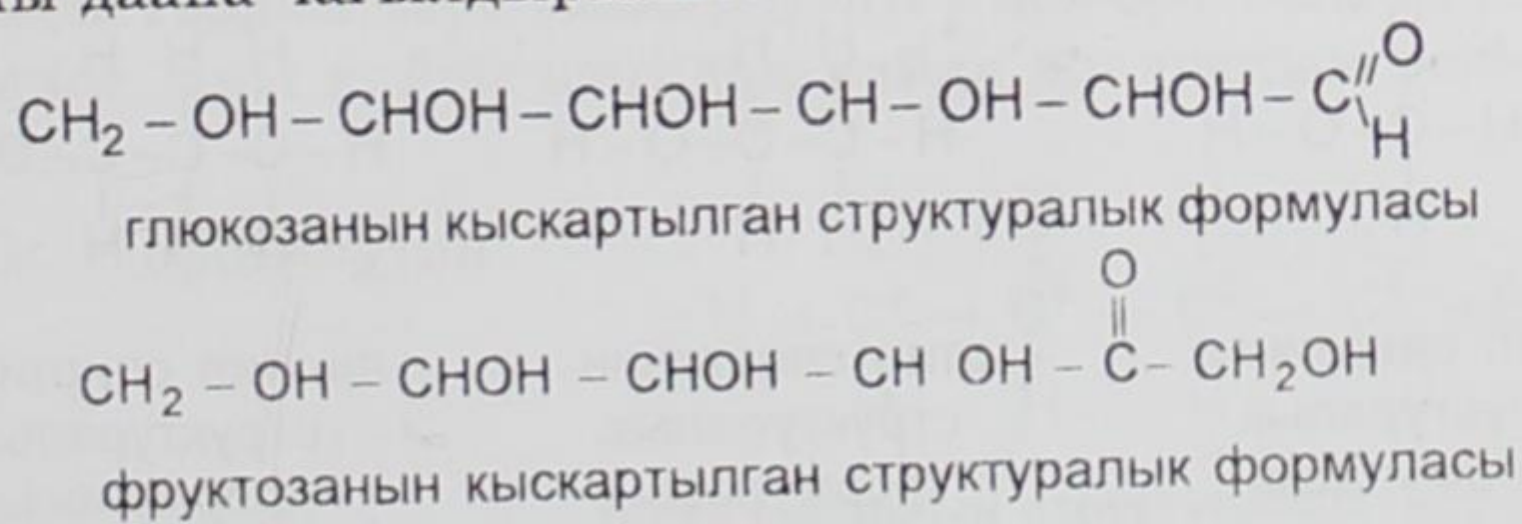 CH₂ – OH – CHOH – CHOH – CH – OH – CHOH – C
O
H
глюкозанын кыскартылган структуралык формуласы
O
CH₂ – OH – CHOH – CHOH – CH OH – C – CH₂OH
фруктозанын кыскартылган структуралык формуласы